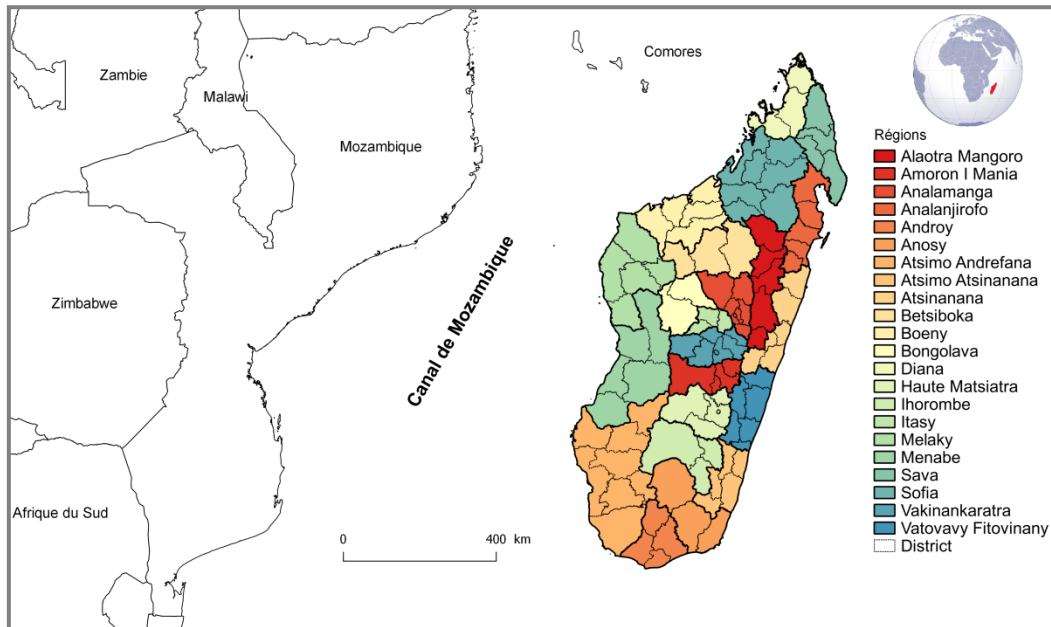 Comores
Zambie
Malawi
Mozambique
Canal de Mozambique
Zimbabwe
Afrique du Sud
0 400 km
Régions
Alaotra Mangoro
Amoron I Mania
Analamanga
Analanjirofo
Androy
Anosy
Atsimo Andrefana
Atsimo Atsinanana
Atsinanana
Betsiboka
Boeny
Bongolava
Diana
Haute Matsiatra
Ihorombe
Itasy
Melaky
Menabe
Sava
Sofia
Vakinankaratra
Vatovavy Fitovinany
District